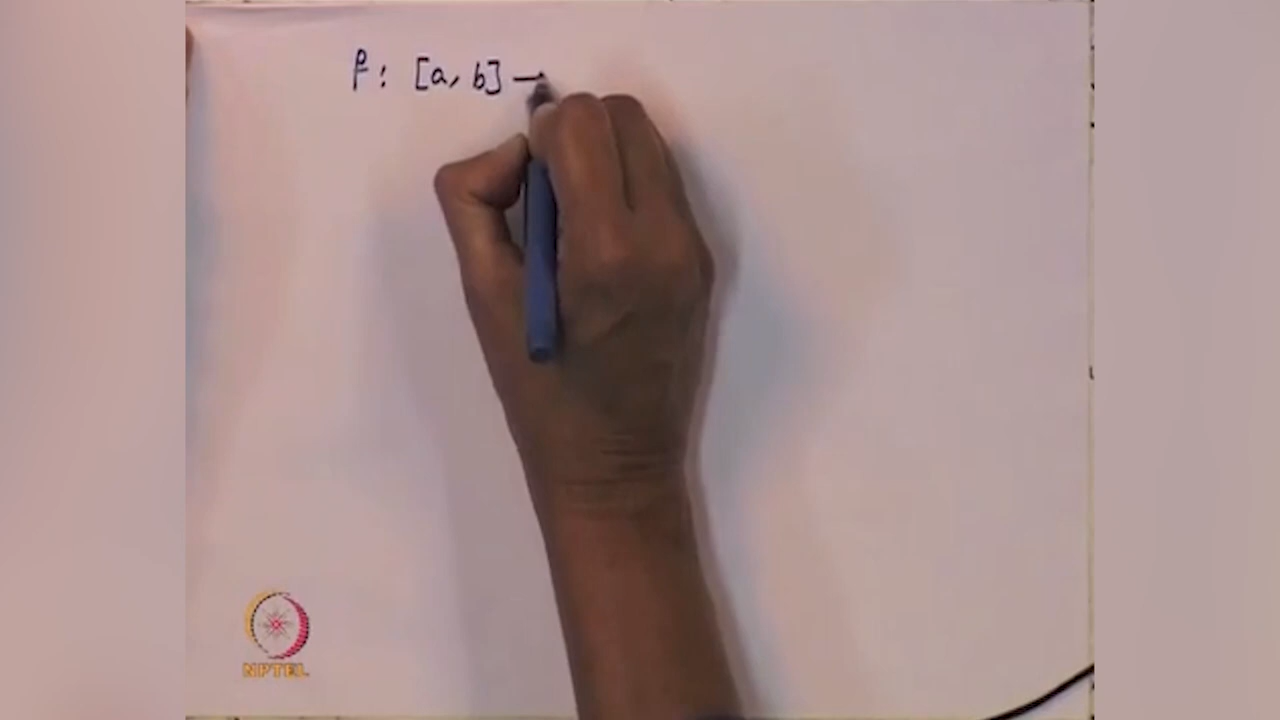 f: [a, b] →
NPTEL